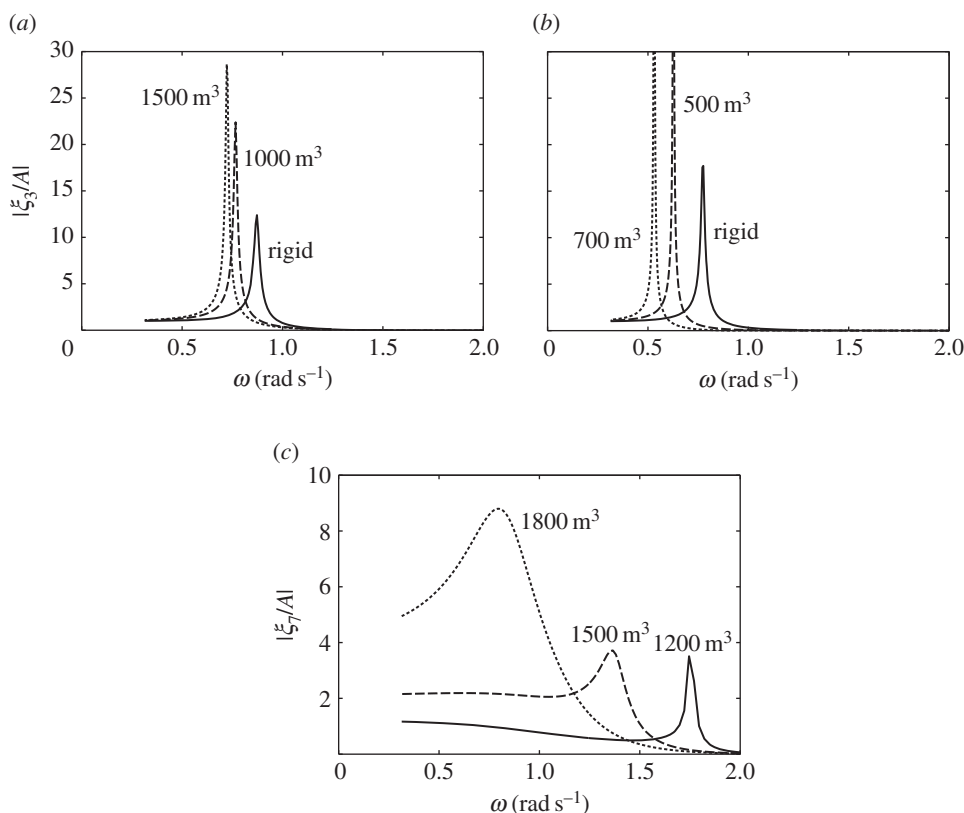 (a)
30
25
20
15
10
5
0
0.5
1.0
1.5
2.0
|ξ₃/A|
ω (rad s⁻¹)
1500 m³
1000 m³
rigid
(b)
0
0.5
1.0
1.5
2.0
ω (rad s⁻¹)
500 m³
700 m³
rigid
(c)
10
8
6
4
2
0
0.5
1.0
1.5
2.0
|ξ₇/A|
ω (rad s⁻¹)
1800 m³
1500 m³
1200 m³